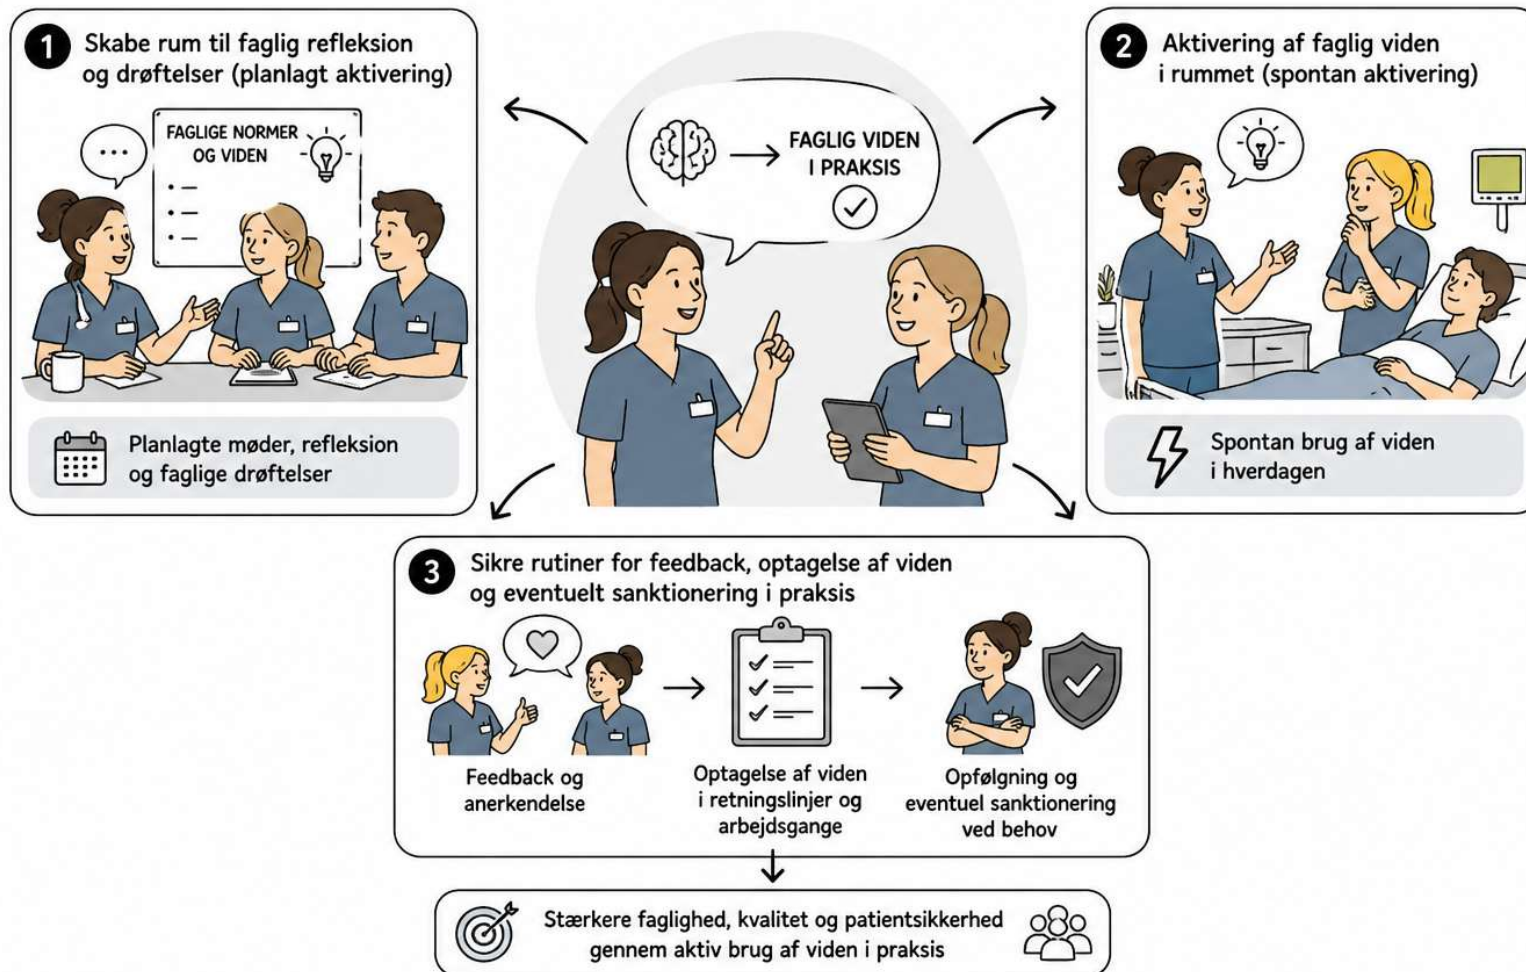 1
Skabe rum til faglig refleksion
og drøftelser (planlagt aktivering)
FAGLIGE NORMER
OG VIDEN
Planlagte møder, refleksion
og faglige drøftelser
FAGLIG VIDEN
I PRAKSIS
2
Aktivering af faglig viden
i rummet (spontan aktivering)
Spontan brug af viden
i hverdagen
3
Sikre rutiner for feedback, optagelse af viden
og eventuelt sanktionering i praksis
Feedback og
anerkendelse
Optagelse af viden
i retningslinjer og
arbejdsgange
Opfølgning og
eventuel sanktionering
ved behov
Stærkere faglighed, kvalitet og patientsikkerhed
gennem aktiv brug af viden i praksis